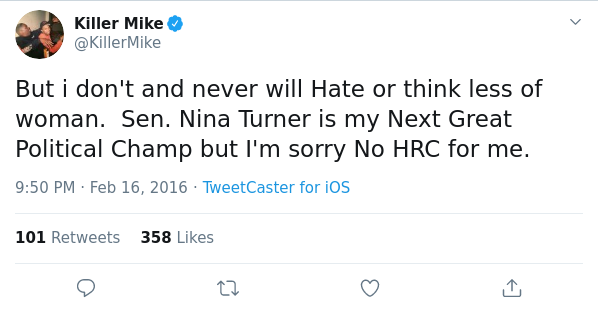 Killer Mike
@KillerMike
But i don't and never will Hate or think less of
woman.  Sen. Nina Turner is my Next Great
Political Champ but I'm sorry No HRC for me.
9:50 PM · Feb 16, 2016 · TweetCaster for iOS
101 Retweets 358 Likes